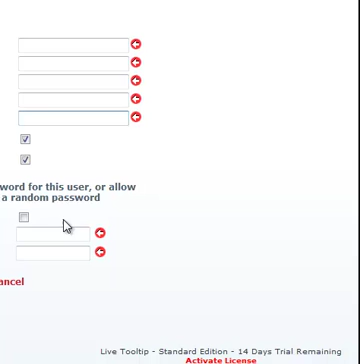 word for this user, or allow
a random password
ancel
Live Tooltip - Standard Edition - 14 Days Trial Remaining
Activate License